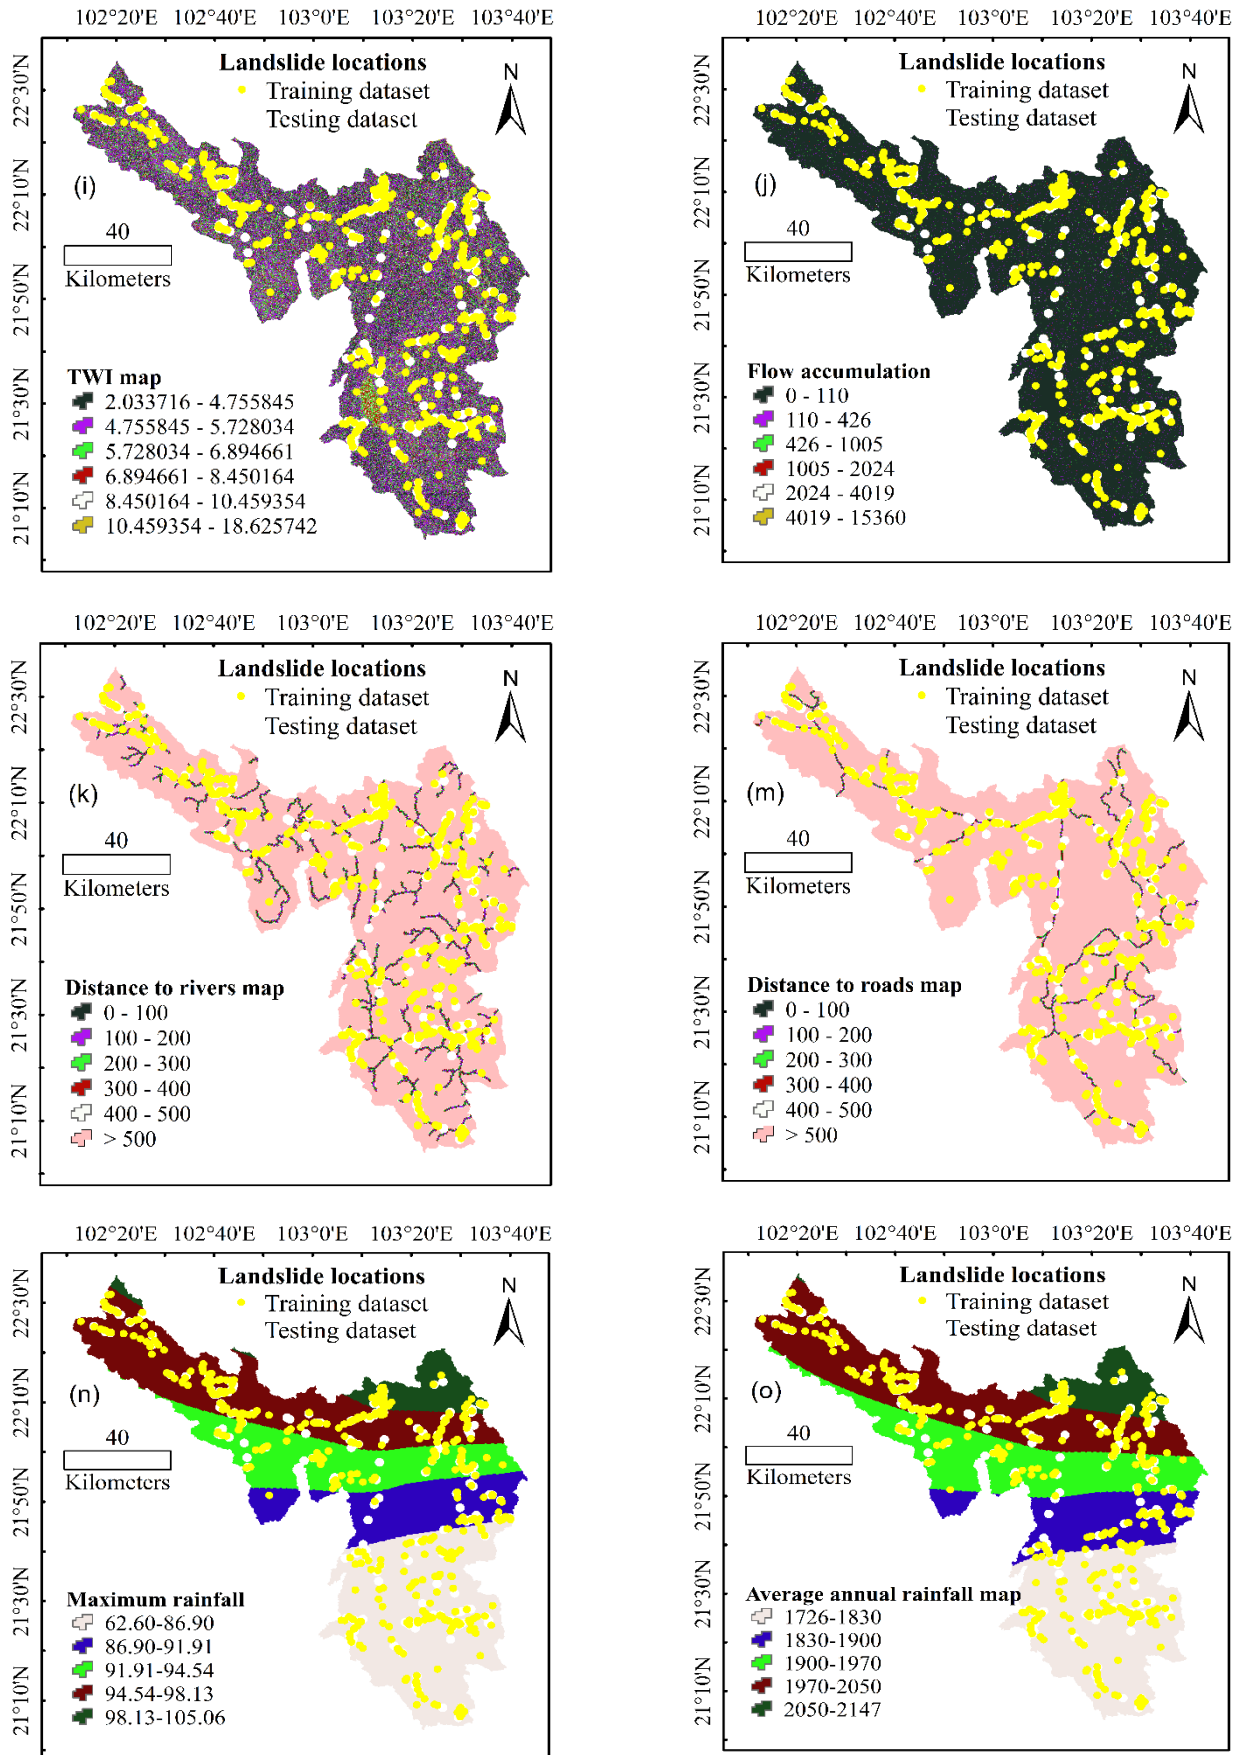 102°20'E 102°40'E 103°0'E 103°20'E 103°40'E
22°30'N
22°10'N
21°50'N
21°30'N
21°10'N
Landslide locations
Training dataset
Testing dataset
N
(i)
40
Kilometers
TWI map
2.033716 - 4.755845
4.755845 - 5.728034
5.728034 - 6.894661
6.894661 - 8.450164
8.450164 - 10.459354
10.459354 - 18.625742
102°20'E 102°40'E 103°0'E 103°20'E 103°40'E
22°30'N
22°10'N
21°50'N
21°30'N
21°10'N
Landslide locations
Training dataset
Testing dataset
N
(j)
40
Kilometers
Flow accumulation
0 - 110
110 - 426
426 - 1005
1005 - 2024
2024 - 4019
4019 - 15360
102°20'E 102°40'E 103°0'E 103°20'E 103°40'E
22°30'N
22°10'N
21°50'N
21°30'N
21°10'N
Landslide locations
Training dataset
Testing dataset
N
(k)
40
Kilometers
Distance to rivers map
0 - 100
100 - 200
200 - 300
300 - 400
400 - 500
> 500
102°20'E 102°40'E 103°0'E 103°20'E 103°40'E
22°30'N
22°10'N
21°50'N
21°30'N
21°10'N
Landslide locations
Training dataset
Testing dataset
N
(m)
40
Kilometers
Distance to roads map
0 - 100
100 - 200
200 - 300
300 - 400
400 - 500
> 500
102°20'E 102°40'E 103°0'E 103°20'E 103°40'E
22°30'N
22°10'N
21°50'N
21°30'N
21°10'N
Landslide locations
Training dataset
Testing dataset
N
(n)
40
Kilometers
Maximum rainfall
62.60-86.90
86.90-91.91
91.91-94.54
94.54-98.13
98.13-105.06
102°20'E 102°40'E 103°0'E 103°20'E 103°40'E
22°30'N
22°10'N
21°50'N
21°30'N
21°10'N
Landslide locations
Training dataset
Testing dataset
N
(o)
40
Kilometers
Average annual rainfall map
1726-1830
1830-1900
1900-1970
1970-2050
2050-2147